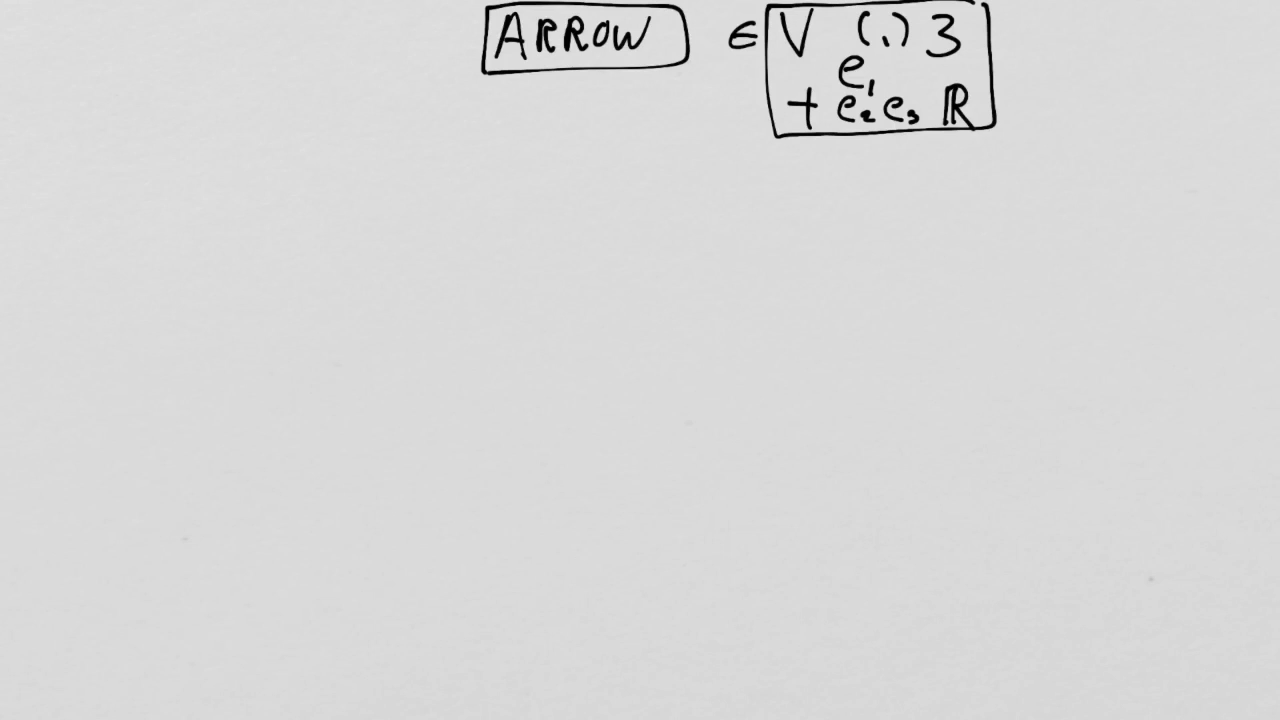 ARROW ∈ V (.,) 3
e₁
+ e₂ e₃ ℝ